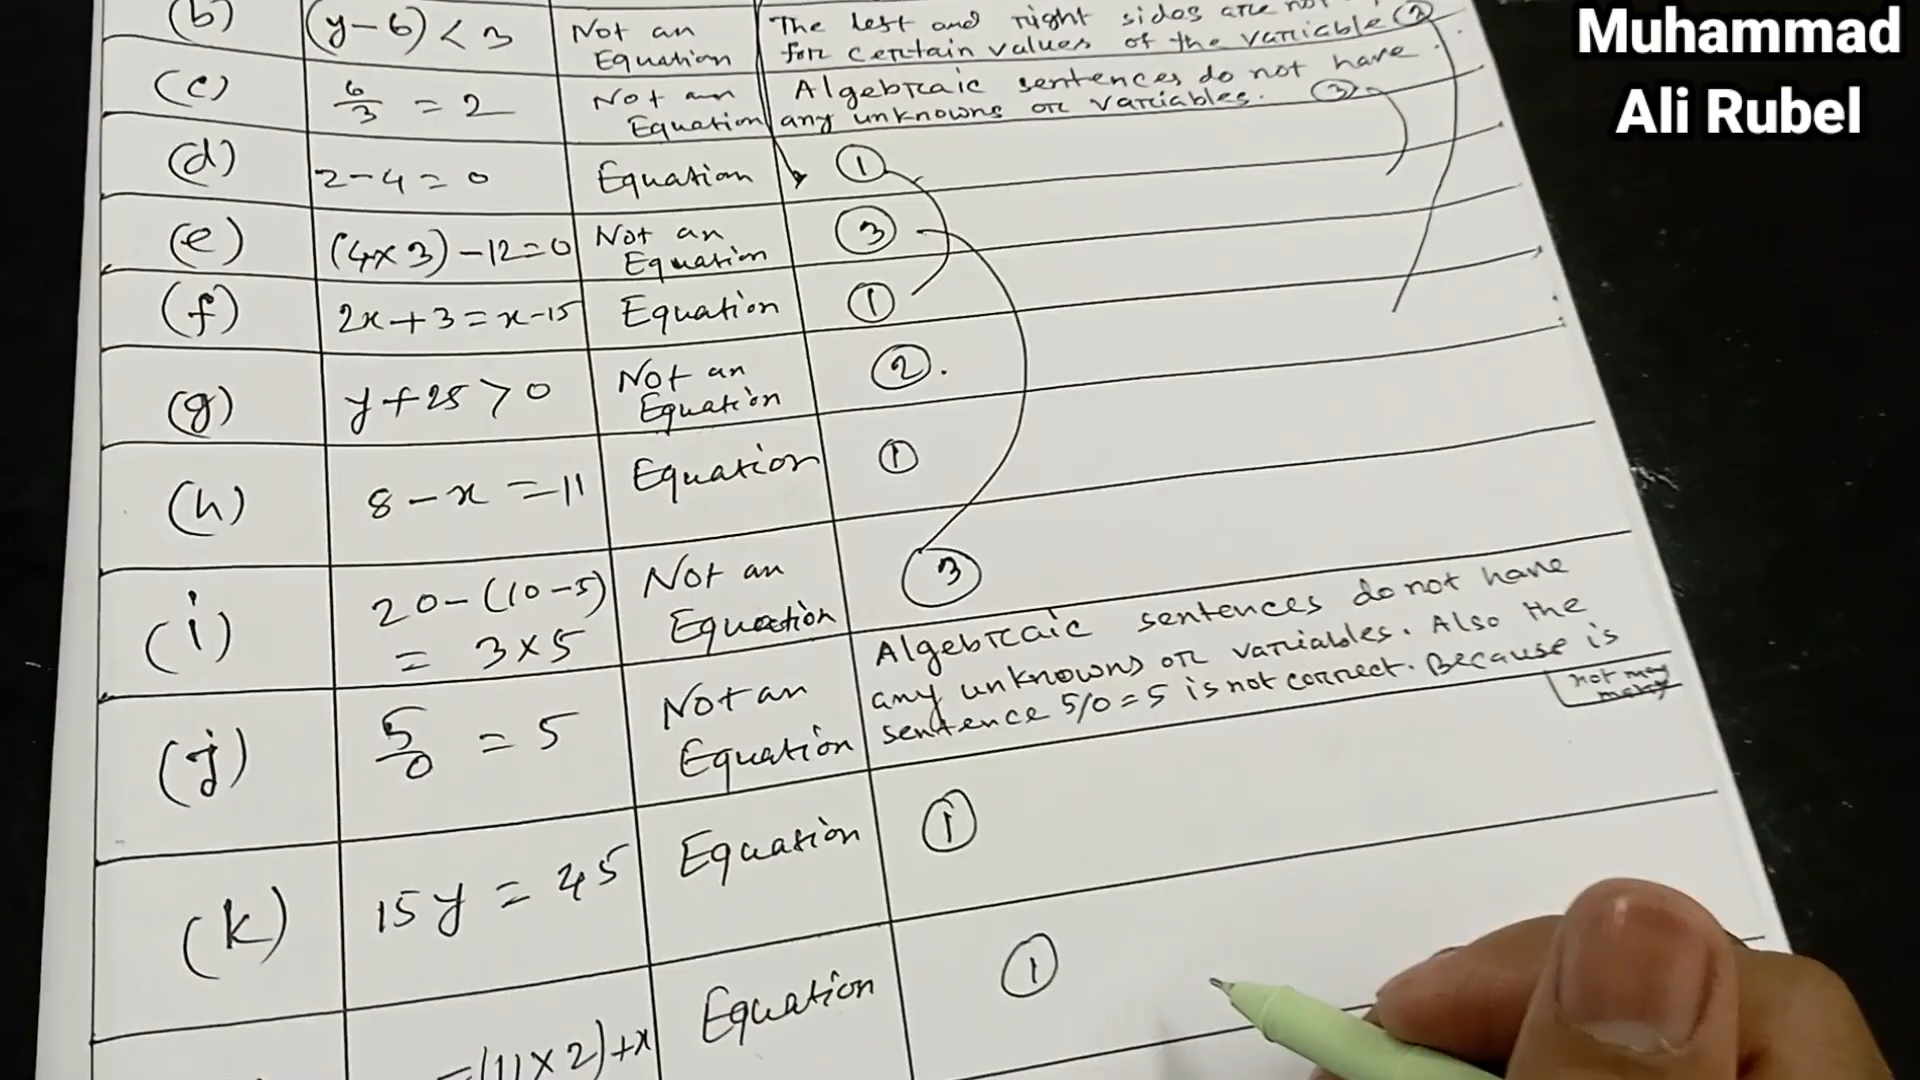 Muhammad
Ali Rubel
(b) (y-6) < 3 Not an Equation The left and right sides are not
for certain values of the variable ②
(c) 6/3 = 2 Not an Equation Algebraic sentences do not have
any unknowns or variables. ③
(d) 2-4=0 Equation ①
(e) (4×3)-12=0 Not an Equation ③
(f) 2x+3=x-15 Equation ①
(g) y+25>0 Not an Equation ②.
(h) 8-x=11 Equation ①
(i) 20-(10-5)
= 3×5 Not an Equation ③
(j) 5/0 = 5 Not an Equation Algebraic sentences do not have
any unknowns or variables. Also the
sentence 5/0=5 is not correct. Because is
(k) 15y = 45 Equation ①
=(11×2)+x Equation ①